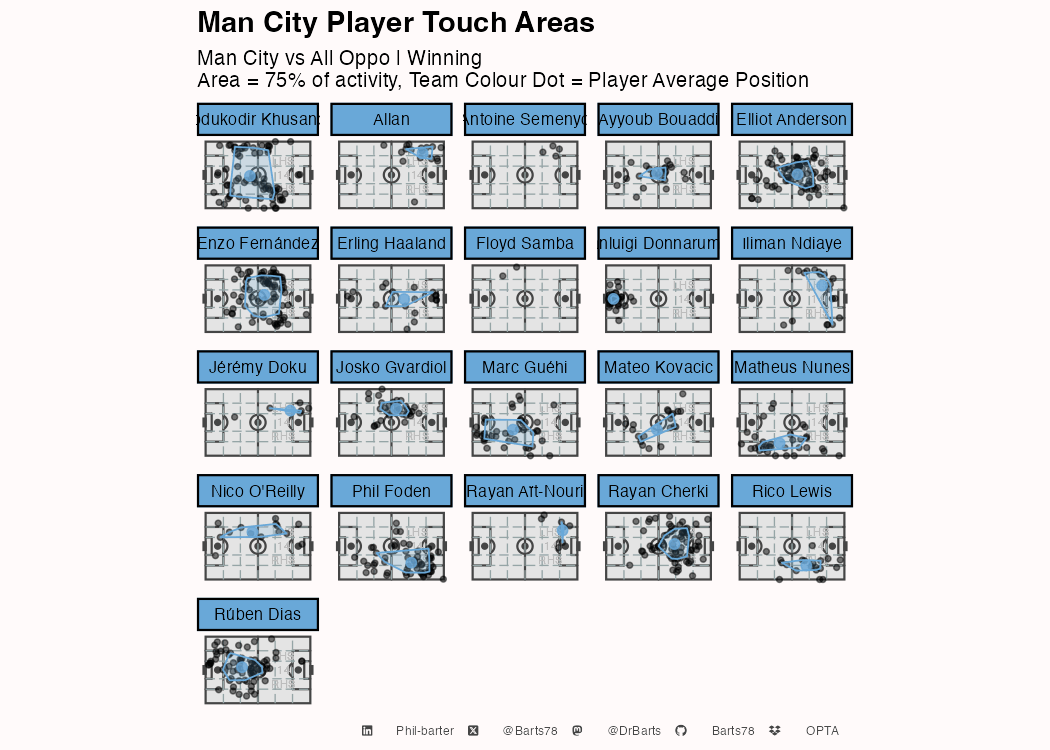 Man City Player Touch Areas
Man City vs All Oppo | Winning
Area = 75% of activity, Team Colour Dot = Player Average Position
dukodir Khusan
Allan
Antoine Semenyo
Ayyoub Bouaddi
Elliot Anderson
Enzo Fernández
Erling Haaland
Floyd Samba
nluigi Donnarum
Iliman Ndiaye
Jérémy Doku
Josko Gvardiol
Marc Guéhi
Mateo Kovacic
Matheus Nunes
Nico O'Reilly
Phil Foden
Rayan Aït-Nouri
Rayan Cherki
Rico Lewis
Rúben Dias
Phil-barter @Barts78 @DrBarts Barts78 OPTA